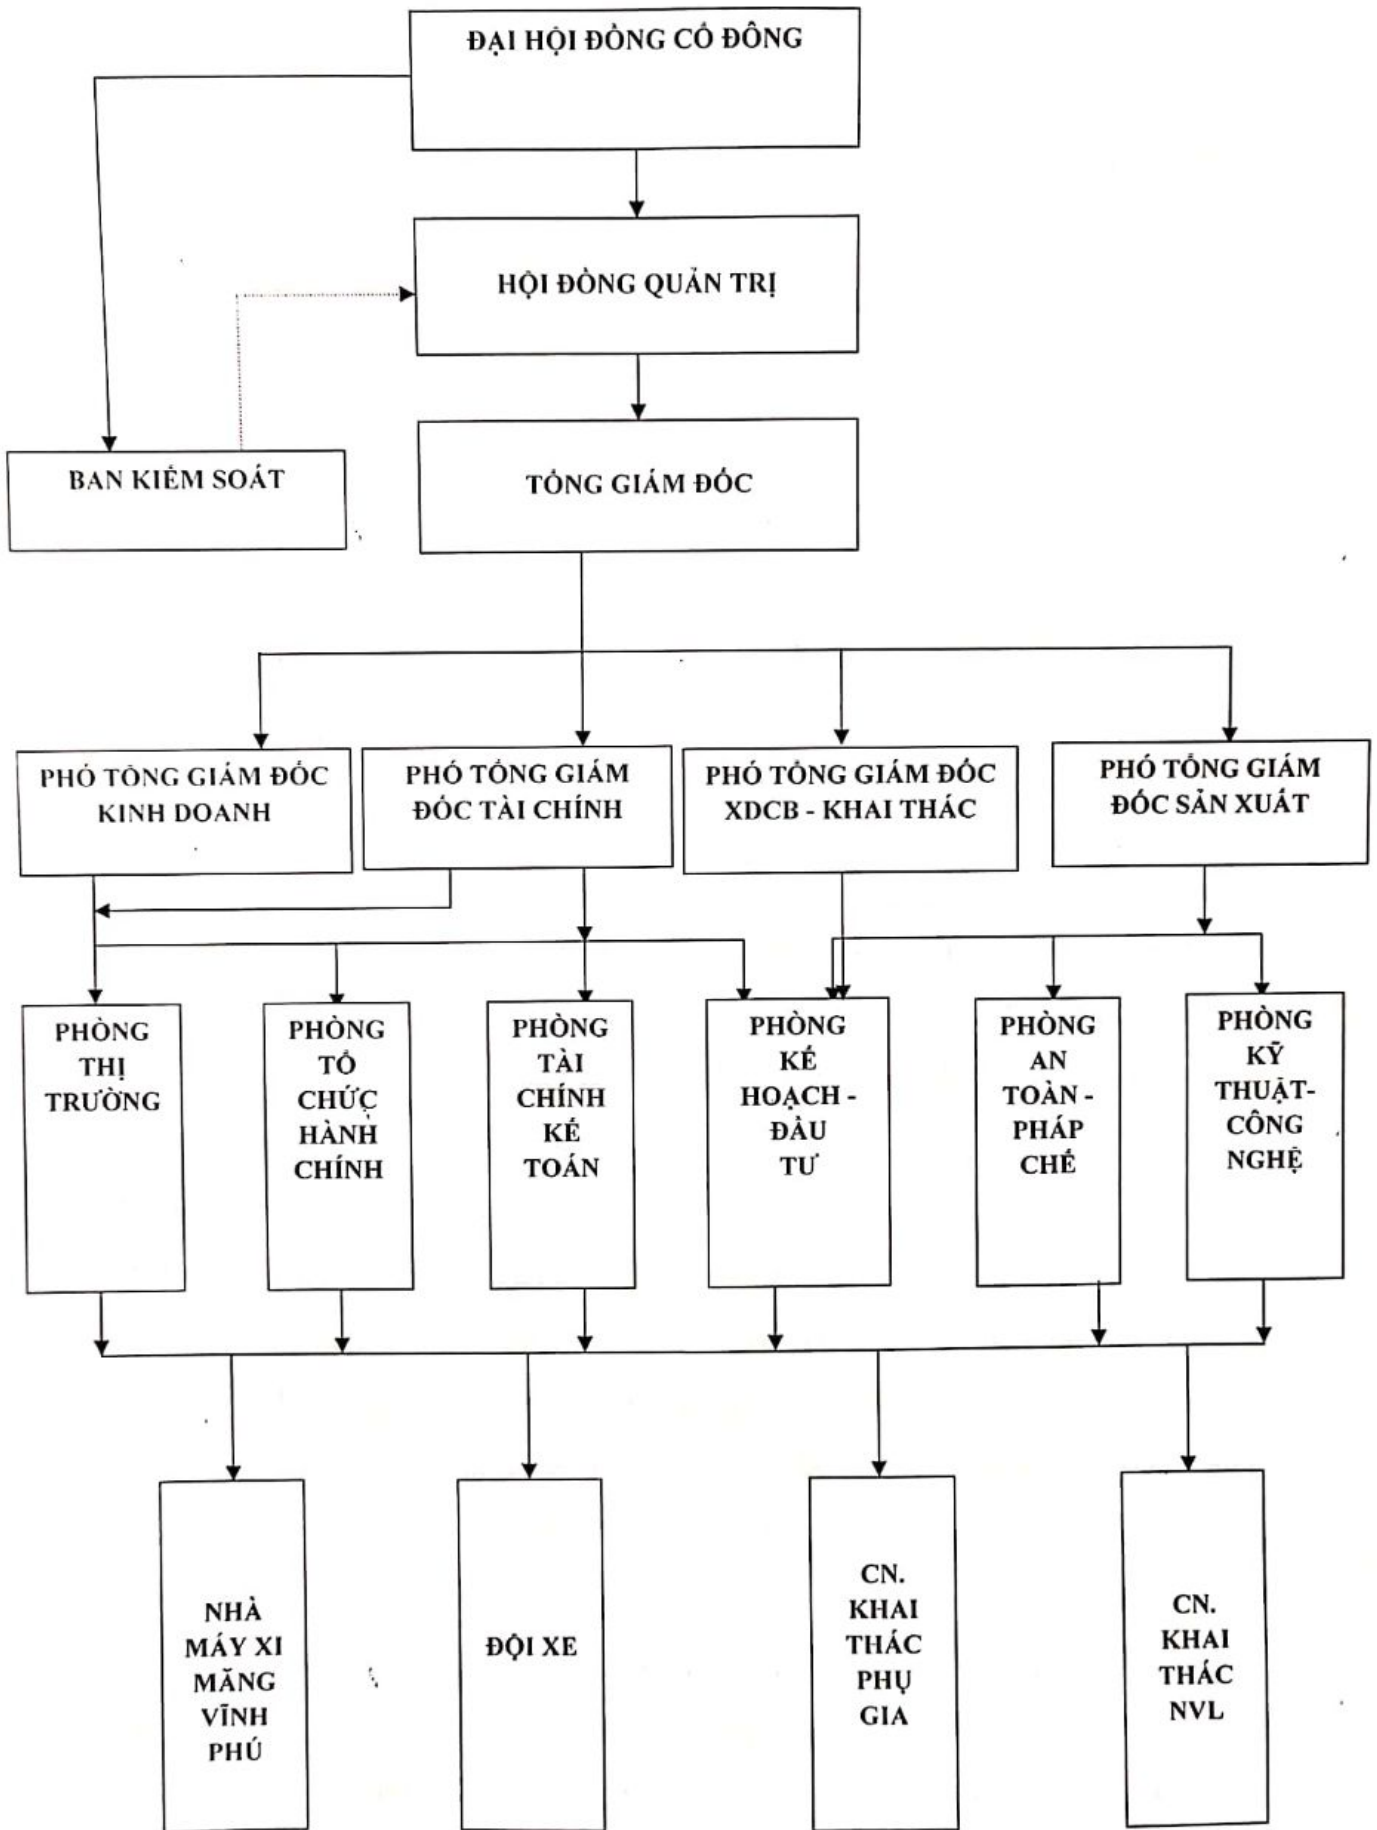 ĐẠI HỘI ĐỒNG CỔ ĐÔNG
HỘI ĐỒNG QUẢN TRỊ
BAN KIỂM SOÁT
TỔNG GIÁM ĐỐC
PHÓ TỔNG GIÁM ĐỐC
KINH DOANH
PHÓ TỔNG GIÁM
ĐỐC TÀI CHÍNH
PHÓ TỔNG GIÁM ĐỐC
XDCB - KHAI THÁC
PHÓ TỔNG GIÁM
ĐỐC SẢN XUẤT
PHÒNG
THỊ
TRƯỜNG
PHÒNG
TỔ
CHỨC
HÀNH
CHÍNH
PHÒNG
TÀI
CHÍNH
KẾ
TOÁN
PHÒNG
KẾ
HOẠCH -
ĐẦU
TƯ
PHÒNG
AN
TOÀN -
PHÁP
CHẾ
PHÒNG
KỸ
THUẬT-
CÔNG
NGHỆ
NHÀ
MÁY XI
MĂNG
VĨNH
PHÚ
ĐỘI XE
CN.
KHAI
THÁC
PHỤ
GIA
CN.
KHAI
THÁC
NVL